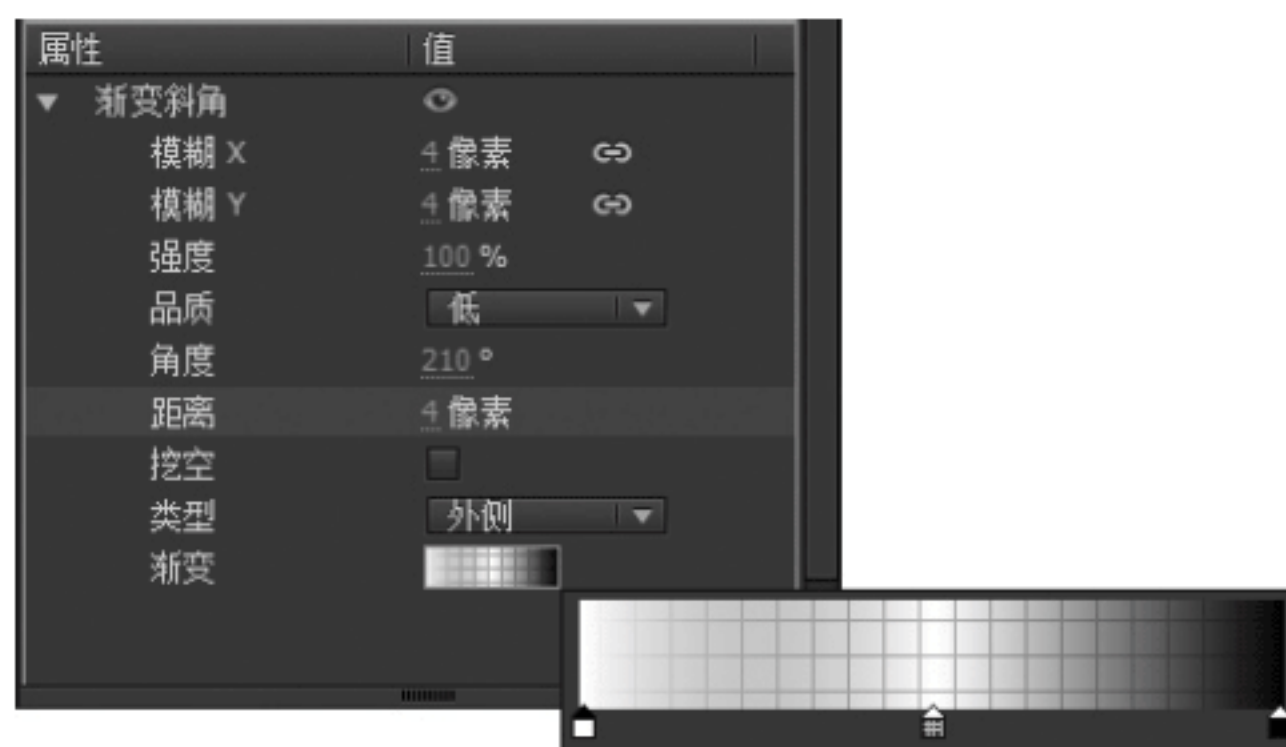 属性 值
渐变斜角
模糊 X 4 像素
模糊 Y 4 像素
强度 100 %
品质 低
角度 210 °
距离 4 像素
挖空
类型 外侧
渐变